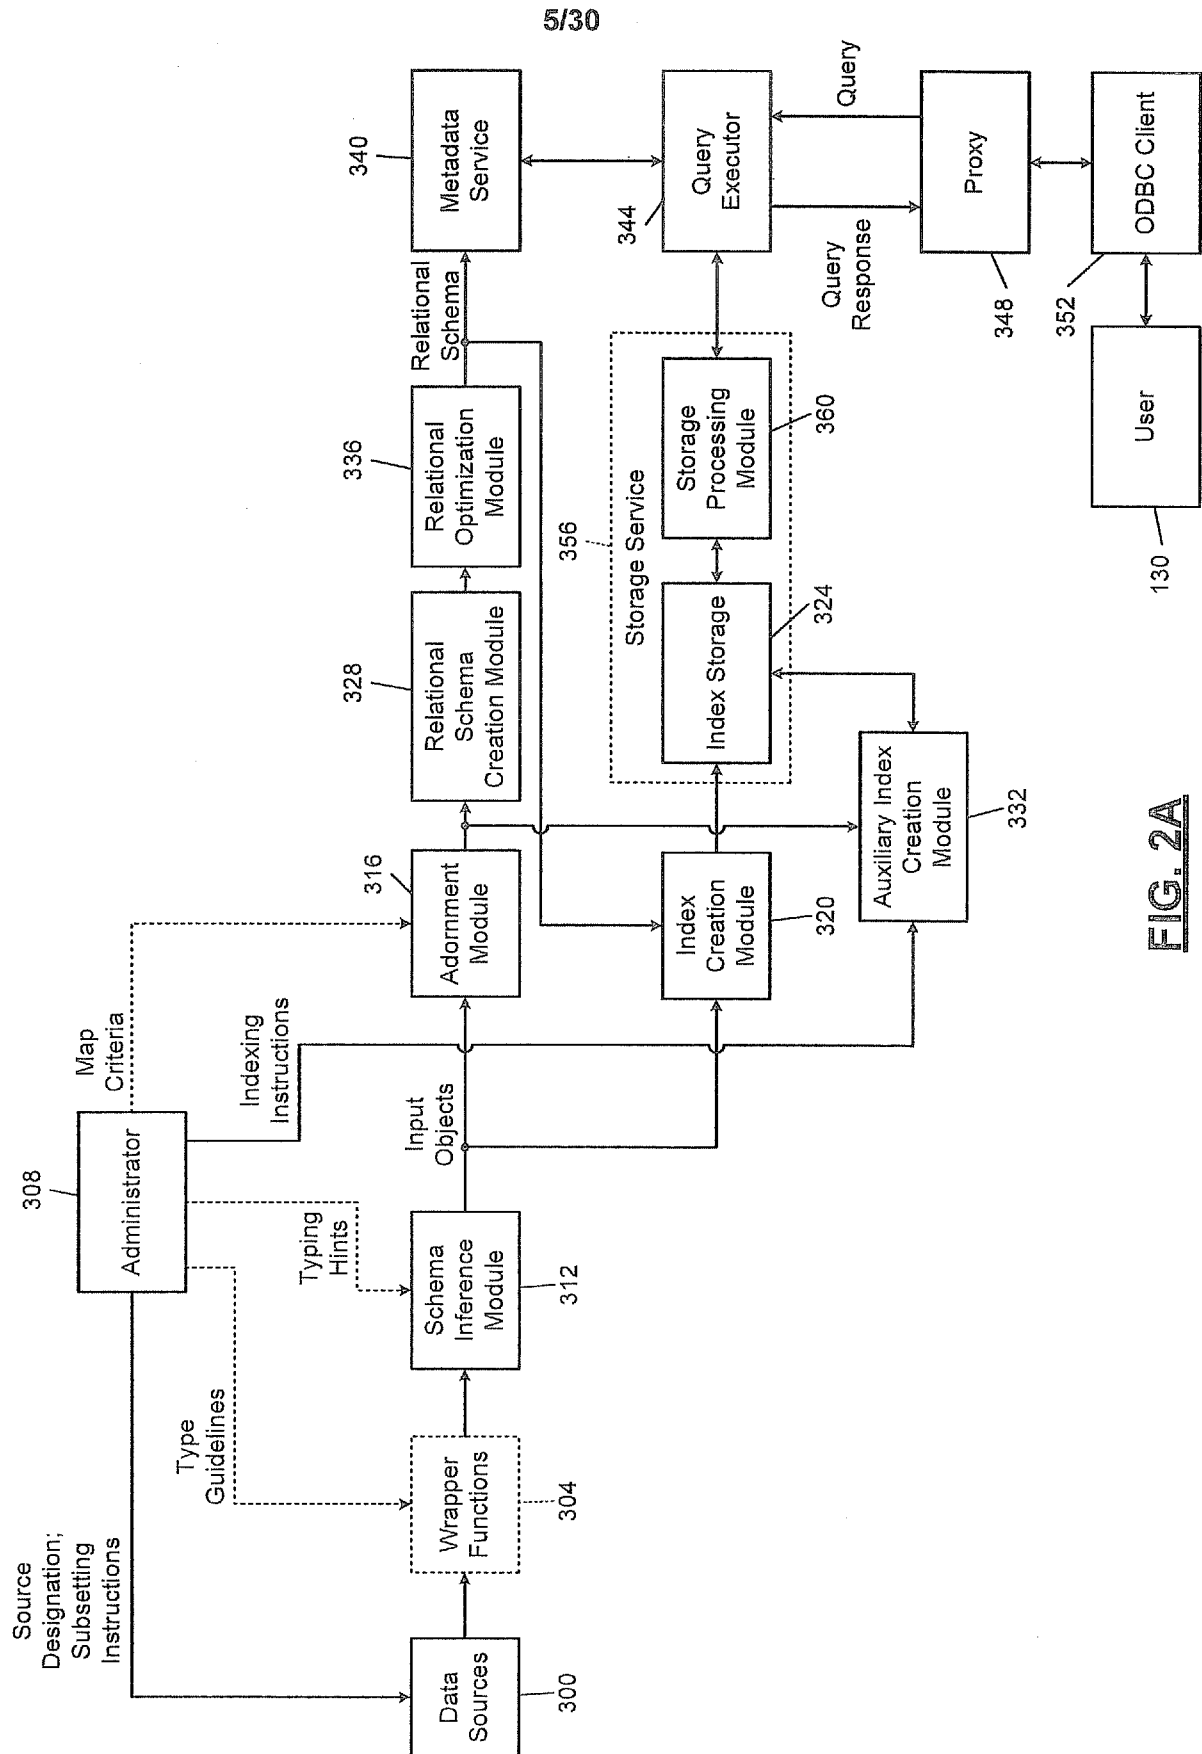 5/30
Source
Designation;
Subsetting
Instructions
Type
Guidelines
Typing
Hints
308
Administrator
Map
Criteria
Indexing
Instructions
Data
Sources
300
Wrapper
Functions
304
Schema
Inference
Module
312
Input
Objects
316
Adornment
Module
328
Relational
Schema
Creation Module
336
Relational
Optimization
Module
Relational
Schema
340
Metadata
Service
Index
Creation
Module
320
356
Storage Service
Index Storage
324
Storage
Processing
Module
360
344
Query
Executor
Auxiliary Index
Creation
Module
332
Query
Response
Query
Proxy
348
User
130
ODBC Client
352
FIG. 2A